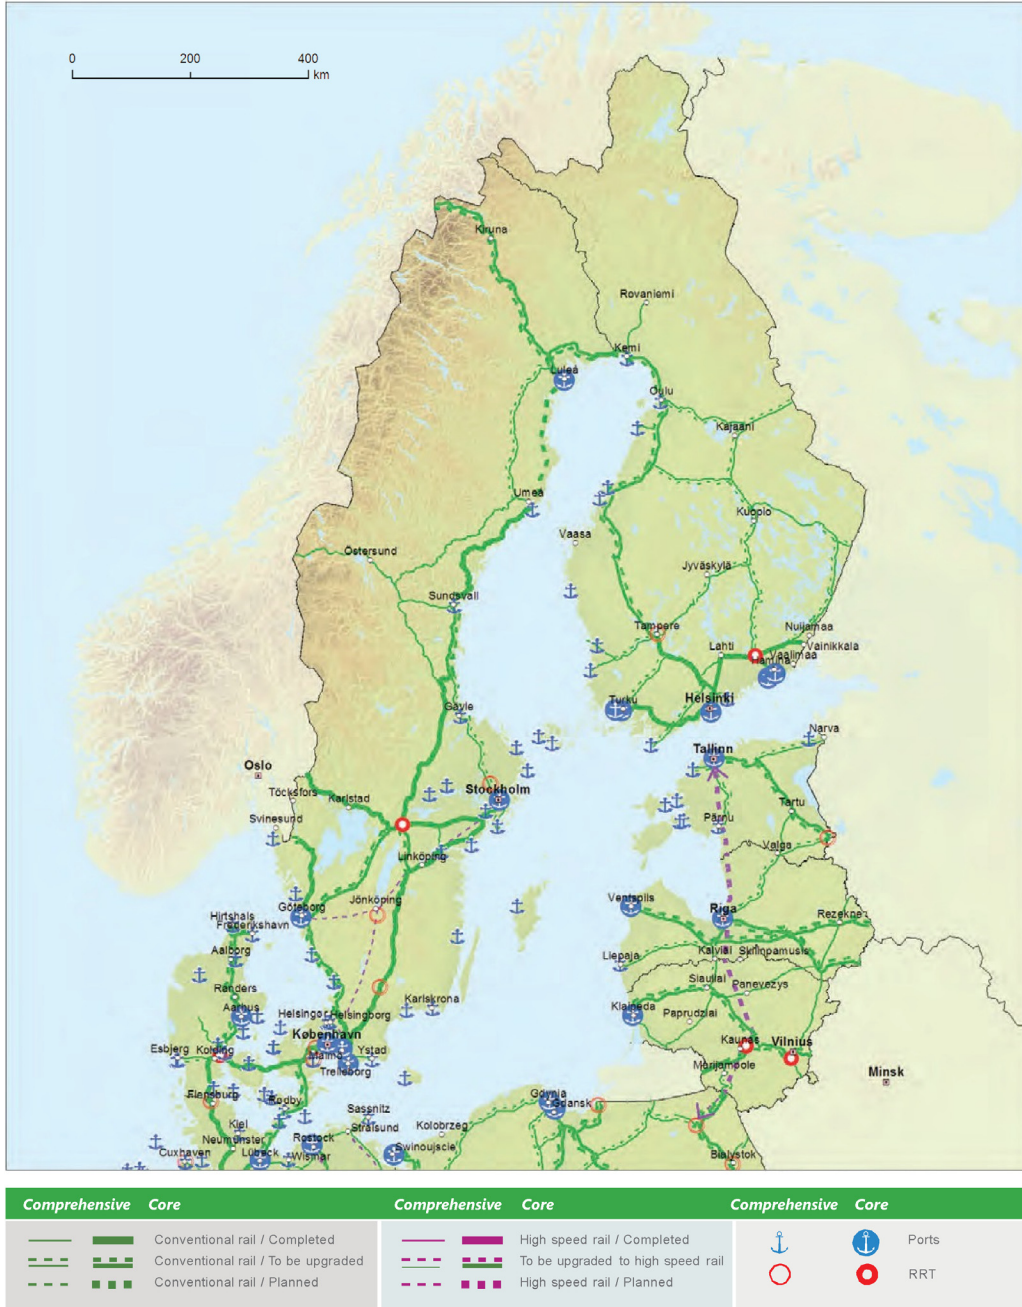 0 200 400
km
Kiruna
Rovaniemi
Kemi
Luleå
Oulu
Kajaani
Umeå
Kuopio
Vaasa
Östersund
Jyväskylä
Sundsvall
Tampere
Nuijamaa
Lahti
Vainikkala
Vaalimaa
Hamina
Turku
Helsinki
Gävle
Narva
Tallinn
Oslo
Stockholm
Töcksfors
Karlstad
Tartu
Svinesund
Pärnu
Valga
Linköping
Jönköping
Ventspils
Göteborg
Riga
Rezekne
Hirtshals
Frederikshavn
Aalborg
Liepaja
Kalviai
Skilnpamusis
Siauliai
Panevezys
Randers
Karlskrona
Klaipeda
Aarhus
Helsingor
Helsingborg
Paprudziai
København
Kaunas
Vilnius
Esbjerg
Kolding
Malmö
Ystad
Trelleborg
Marijampole
Minsk
Flensburg
Rødby
Gdynia
Gdansk
Sassnitz
Kiel
Stralsund
Kolobrzeg
Neumünster
Rostock
Swinoujscie
Cuxhaven
Lübeck
Wismar
Bialystok
Comprehensive Core
Conventional rail / Completed
Conventional rail / To be upgraded
Conventional rail / Planned
Comprehensive Core
High speed rail / Completed
To be upgraded to high speed rail
High speed rail / Planned
Comprehensive Core
Ports
RRT